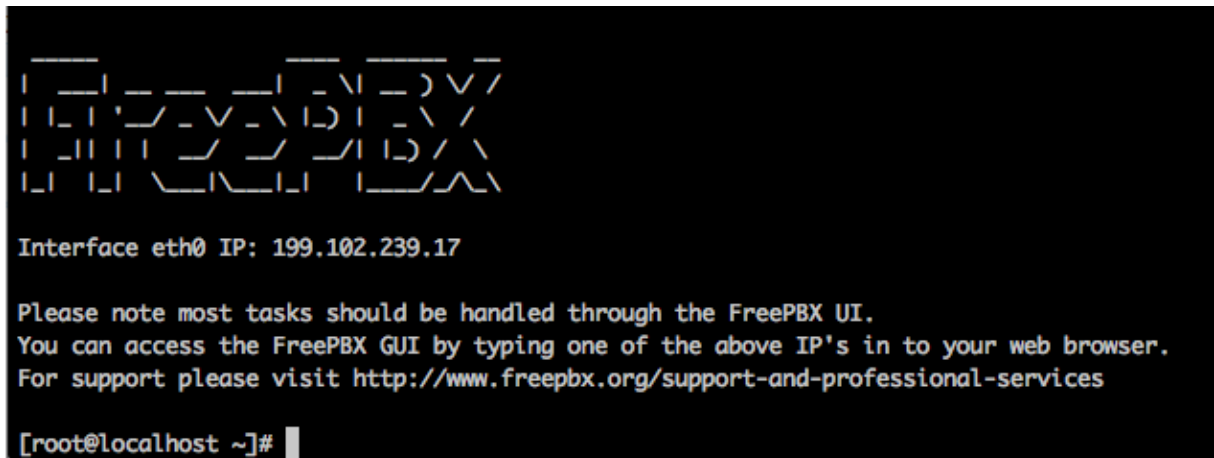 FreePBX
Interface eth0 IP: 199.102.239.17
Please note most tasks should be handled through the FreePBX UI.
You can access the FreePBX GUI by typing one of the above IP's in to your web browser.
For support please visit http://www.freepbx.org/support-and-professional-services
[root@localhost ~]#